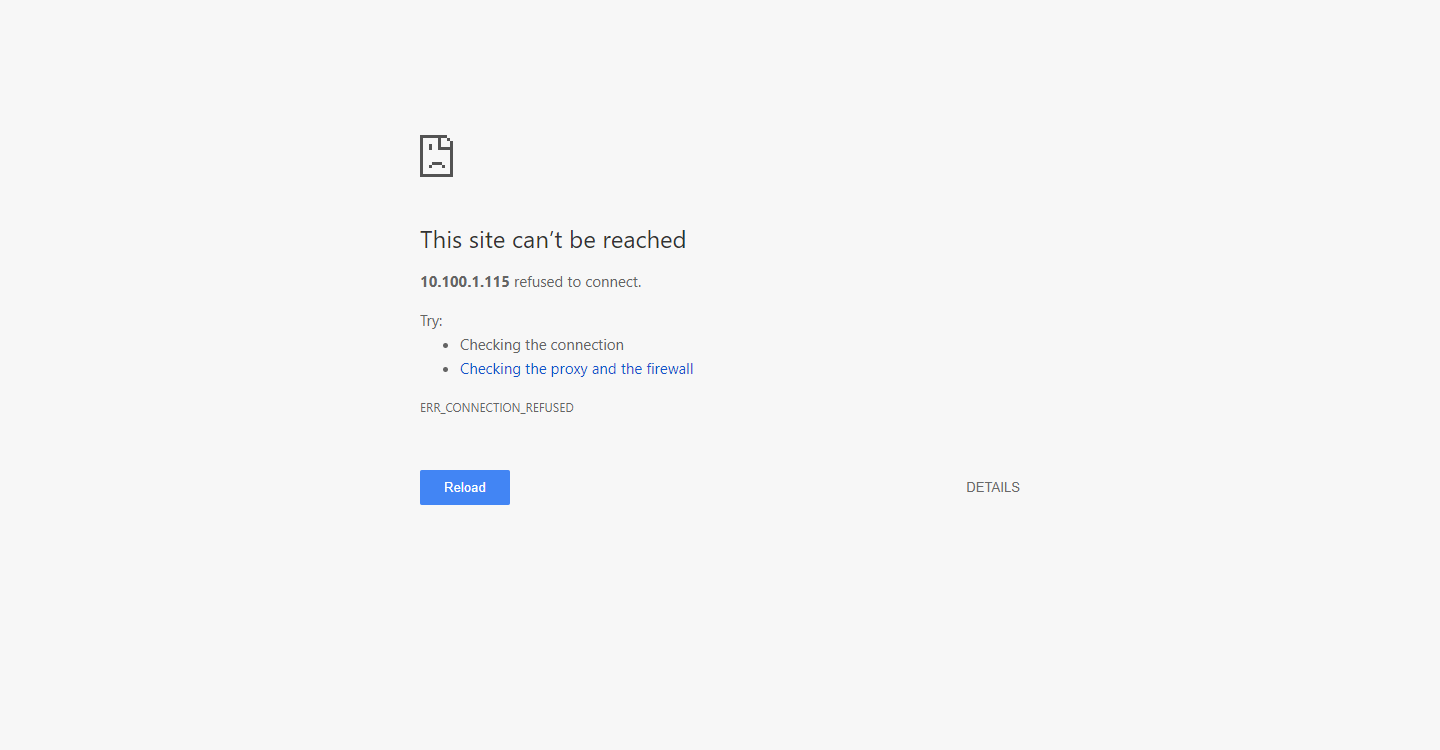 This site can’t be reached
10.100.1.115 refused to connect.
Try:
• Checking the connection
• Checking the proxy and the firewall
ERR_CONNECTION_REFUSED
Reload
DETAILS